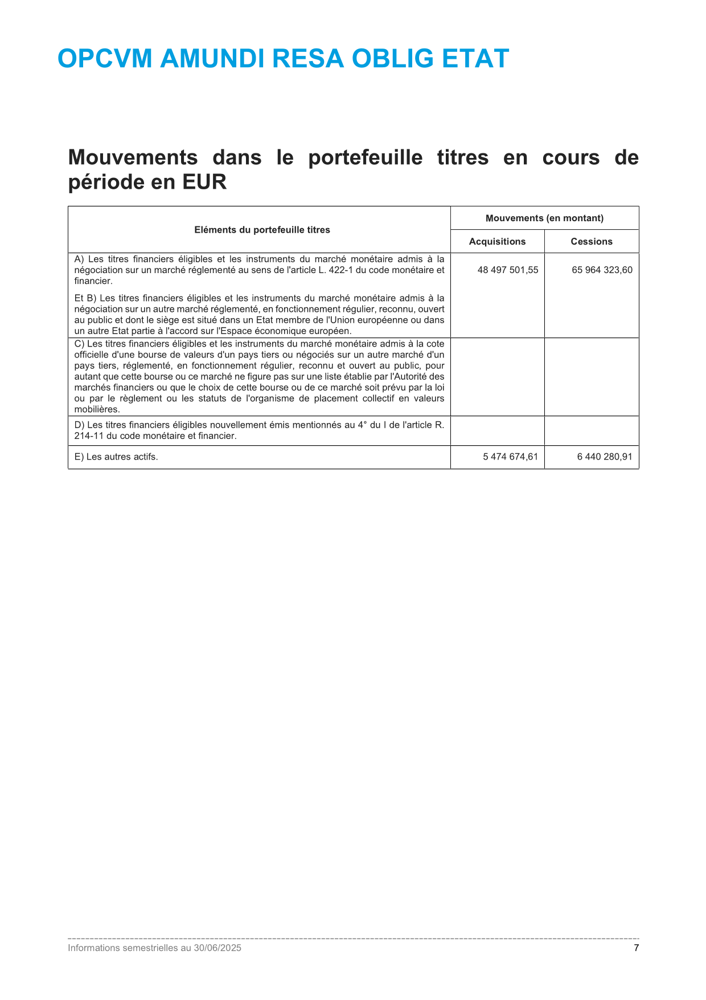 OPCVM AMUNDI RESA OBLIG ETAT
Mouvements dans le portefeuille titres en cours de
période en EUR
Eléments du portefeuille titres
Mouvements (en montant)
Acquisitions
Cessions
A) Les titres financiers éligibles et les instruments du marché monétaire admis à la
négociation sur un marché réglementé au sens de l'article L. 422-1 du code monétaire et
financier.
48 497 501,55
65 964 323,60
Et B) Les titres financiers éligibles et les instruments du marché monétaire admis à la
négociation sur un autre marché réglementé, en fonctionnement régulier, reconnu, ouvert
au public et dont le siège est situé dans un Etat membre de l'Union européenne ou dans
un autre Etat partie à l'accord sur l'Espace économique européen.
C) Les titres financiers éligibles et les instruments du marché monétaire admis à la cote
officielle d'une bourse de valeurs d'un pays tiers ou négociés sur un autre marché d'un
pays tiers, réglementé, en fonctionnement régulier, reconnu et ouvert au public, pour
autant que cette bourse ou ce marché ne figure pas sur une liste établie par l'Autorité des
marchés financiers ou que le choix de cette bourse ou de ce marché soit prévu par la loi
ou par le règlement ou les statuts de l'organisme de placement collectif en valeurs
mobilières.
D) Les titres financiers éligibles nouvellement émis mentionnés au 4° du I de l'article R.
214-11 du code monétaire et financier.
E) Les autres actifs.
5 474 674,61
6 440 280,91
Informations semestrielles au 30/06/2025
7